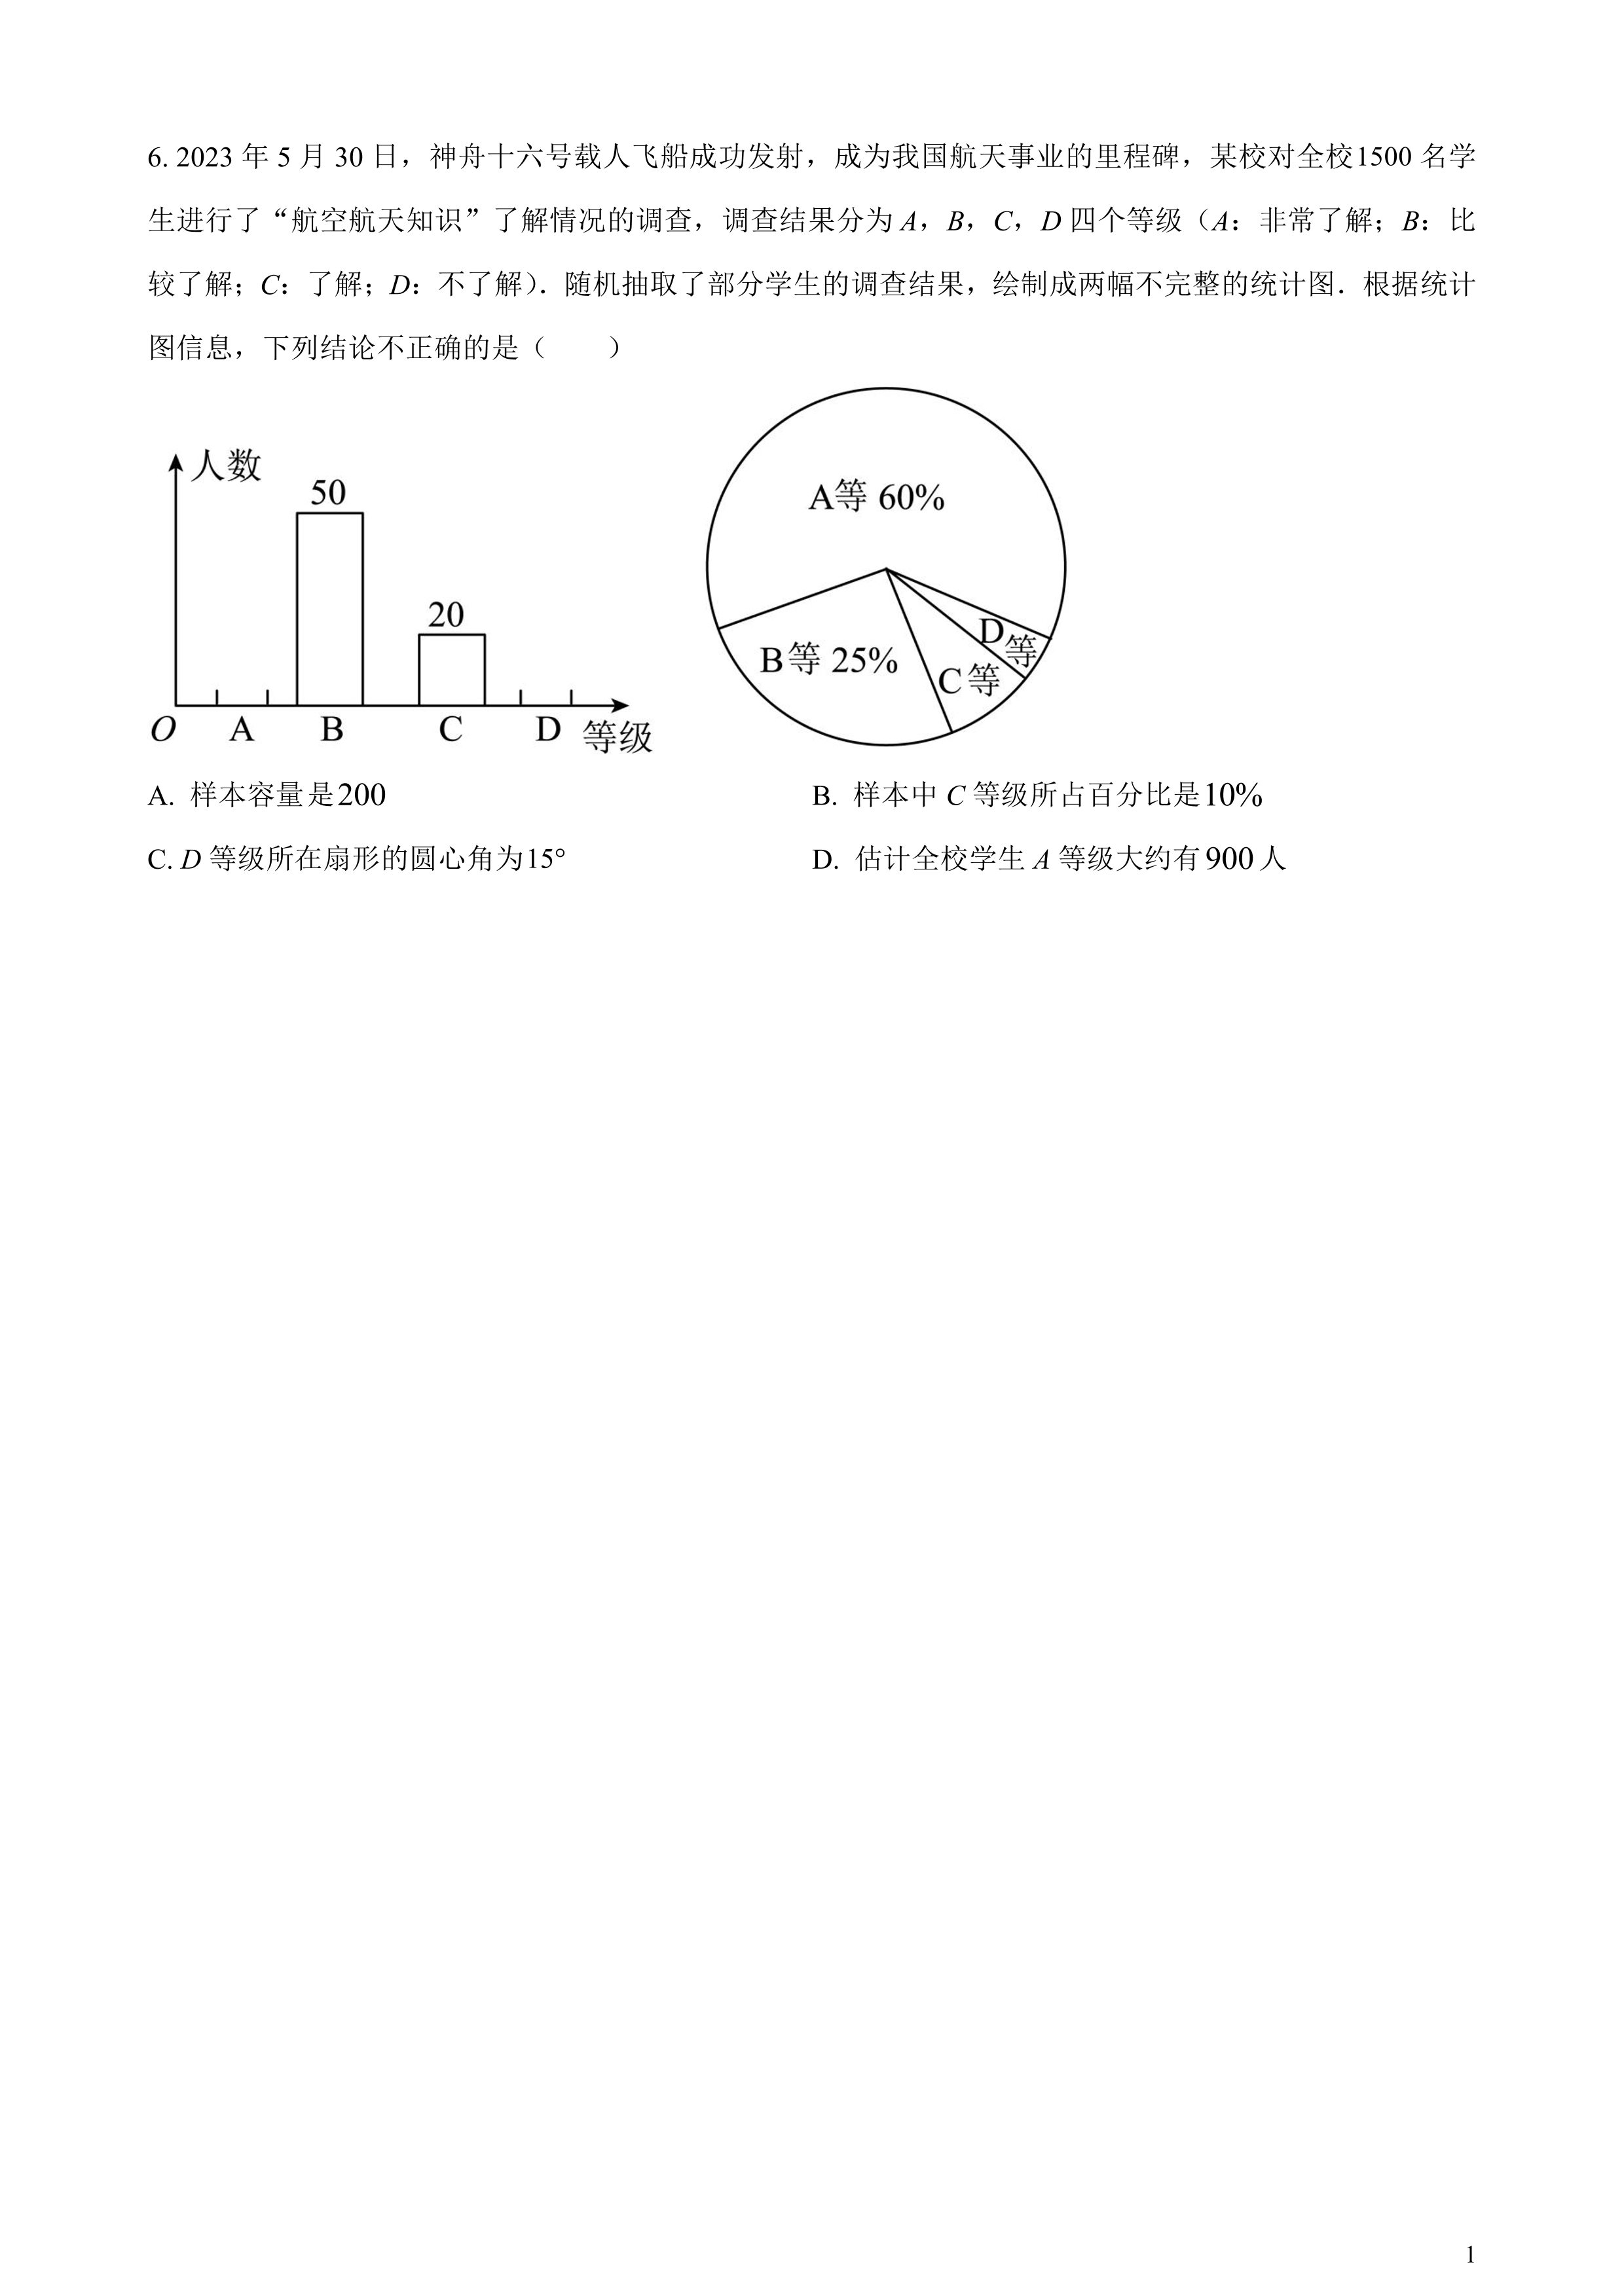 6. 2023 年 5 月 30 日，神舟十六号载人飞船成功发射，成为我国航天事业的里程碑，某校对全校1500 名学
生进行了“航空航天知识”了解情况的调查，调查结果分为 A，B，C，D 四个等级（A：非常了解；B：比
较了解；C：了解；D：不了解）．随机抽取了部分学生的调查结果，绘制成两幅不完整的统计图．根据统计
图信息，下列结论不正确的是（　　）
人数
50
20
O A B C D 等级
A等 60%
B等 25%
C等
D等
A. 样本容量是200
B. 样本中 C 等级所占百分比是10%
C. D 等级所在扇形的圆心角为15°
D. 估计全校学生 A 等级大约有 900 人
1